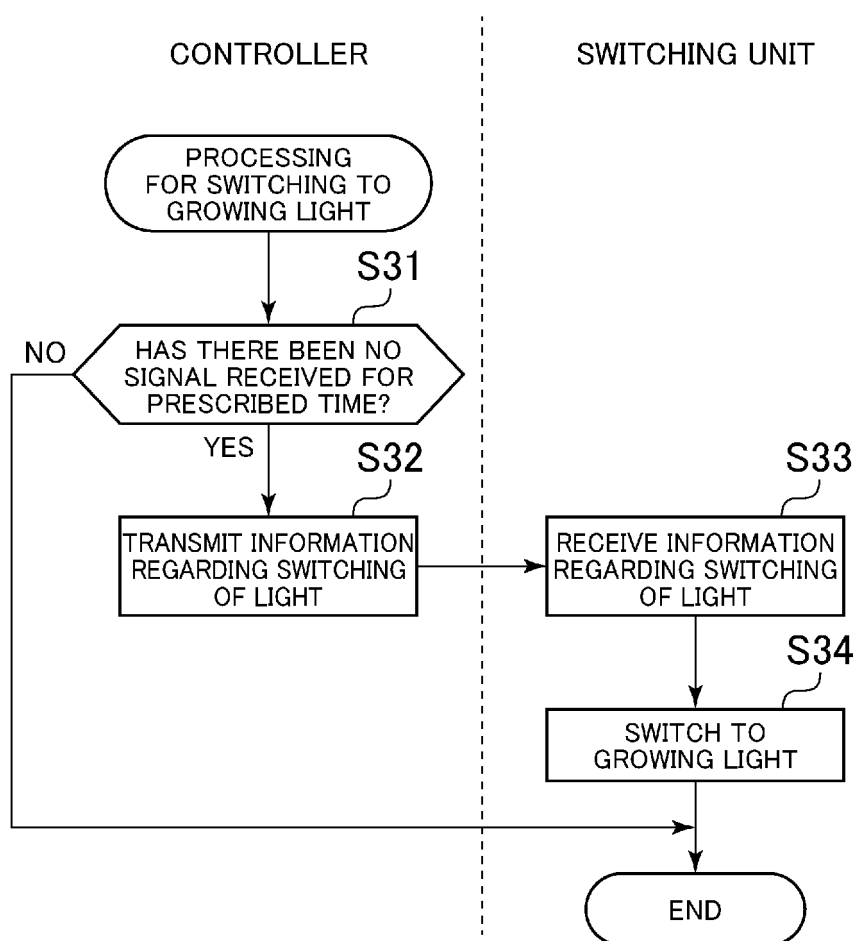 CONTROLLER
SWITCHING UNIT
PROCESSING
FOR SWITCHING TO
GROWING LIGHT
S31
NO
HAS THERE BEEN NO
SIGNAL RECEIVED FOR
PRESCRIBED TIME?
YES
S32
TRANSMIT INFORMATION
REGARDING SWITCHING
OF LIGHT
S33
RECEIVE INFORMATION
REGARDING SWITCHING
OF LIGHT
S34
SWITCH TO
GROWING LIGHT
END